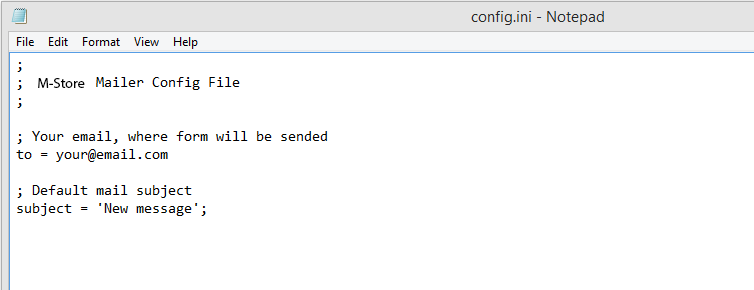 config.ini - Notepad
File Edit Format View Help
;
; M-Store Mailer Config File
;
; Your email, where form will be sended
to = your@email.com
; Default mail subject
subject = 'New message';